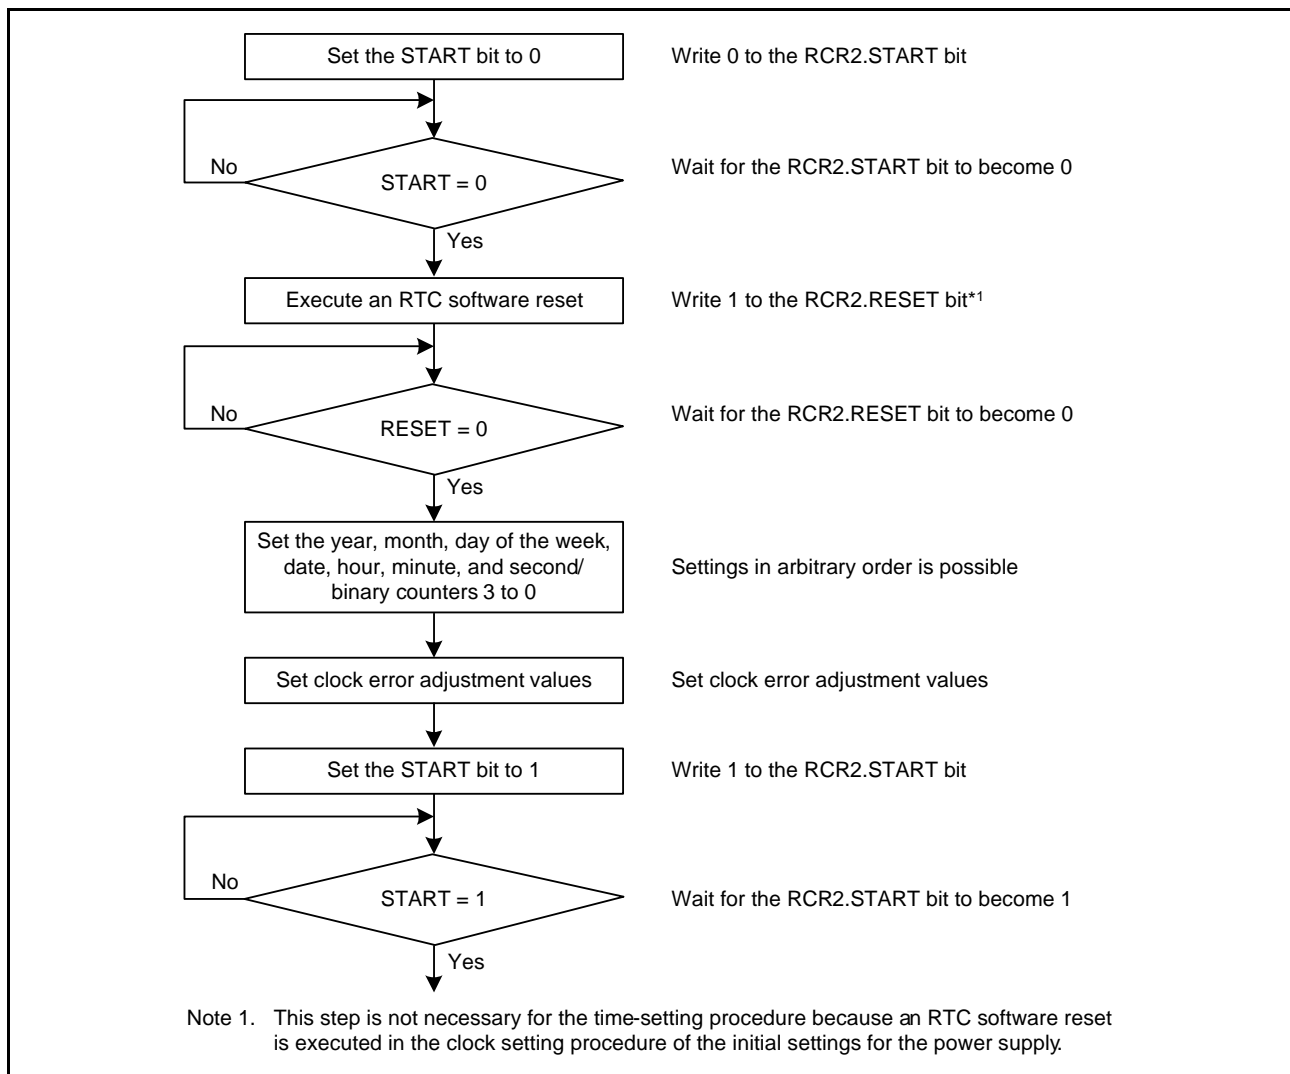 Set the START bit to 0
Write 0 to the RCR2.START bit
No
START = 0
Wait for the RCR2.START bit to become 0
Yes
Execute an RTC software reset
Write 1 to the RCR2.RESET bit*1
No
RESET = 0
Wait for the RCR2.RESET bit to become 0
Yes
Set the year, month, day of the week,
date, hour, minute, and second/
binary counters 3 to 0
Settings in arbitrary order is possible
Set clock error adjustment values
Set clock error adjustment values
Set the START bit to 1
Write 1 to the RCR2.START bit
No
START = 1
Wait for the RCR2.START bit to become 1
Yes
Note 1. This step is not necessary for the time-setting procedure because an RTC software reset
is executed in the clock setting procedure of the initial settings for the power supply.